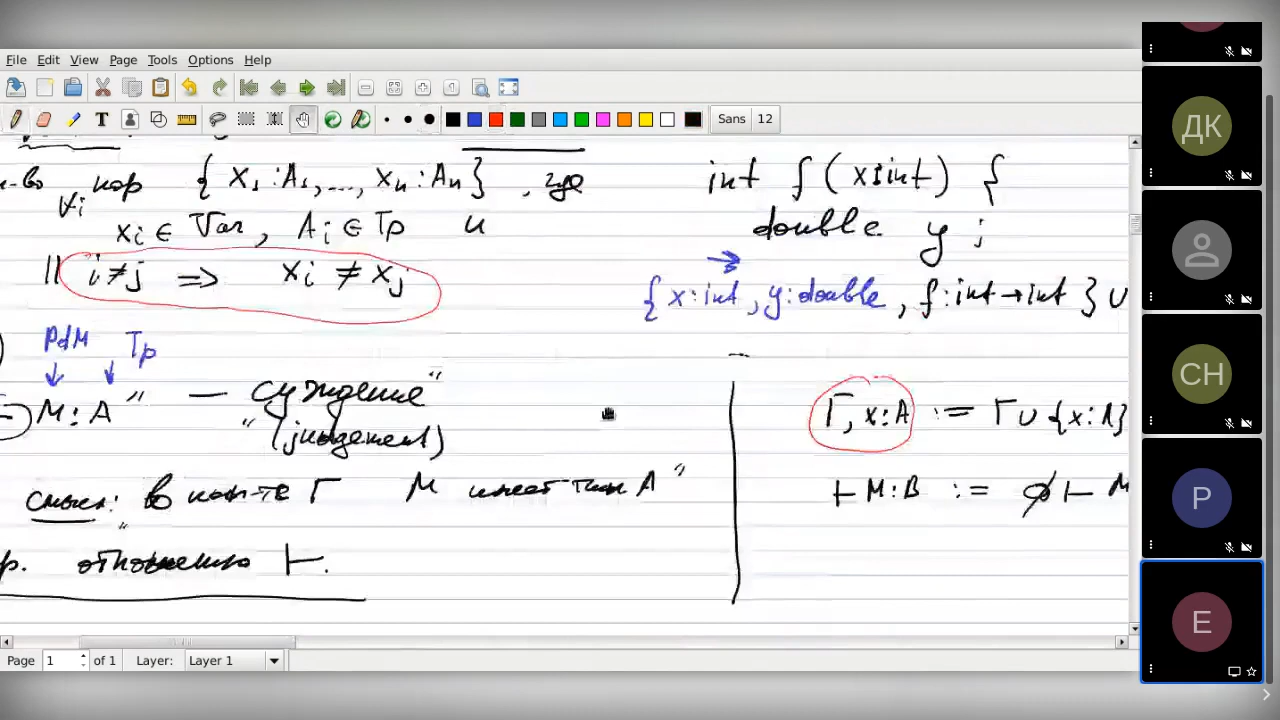 File Edit View Page Tools Options Help
Sans 12
н-во пар { x₁:A₁,..., xₙ:Aₙ } , где
∀i
xᵢ ∈ Var , Aᵢ ∈ Tp и
|| i≠j => xᵢ ≠ xⱼ
int f (x:int) {
double y ;
{ x:int , y:double , f:int→int } ∪
PdM Tp
M : A " — суждение"
"(judgement)
смысл: в кон-те Γ M имеет тип A "
р. отношению ⊢.
Γ, x:A := Γ ∪ {x:A}
⊢ M:B := ∅ ⊢ M
Page 1 of 1 Layer: Layer 1
ДК
СН
Р
Е